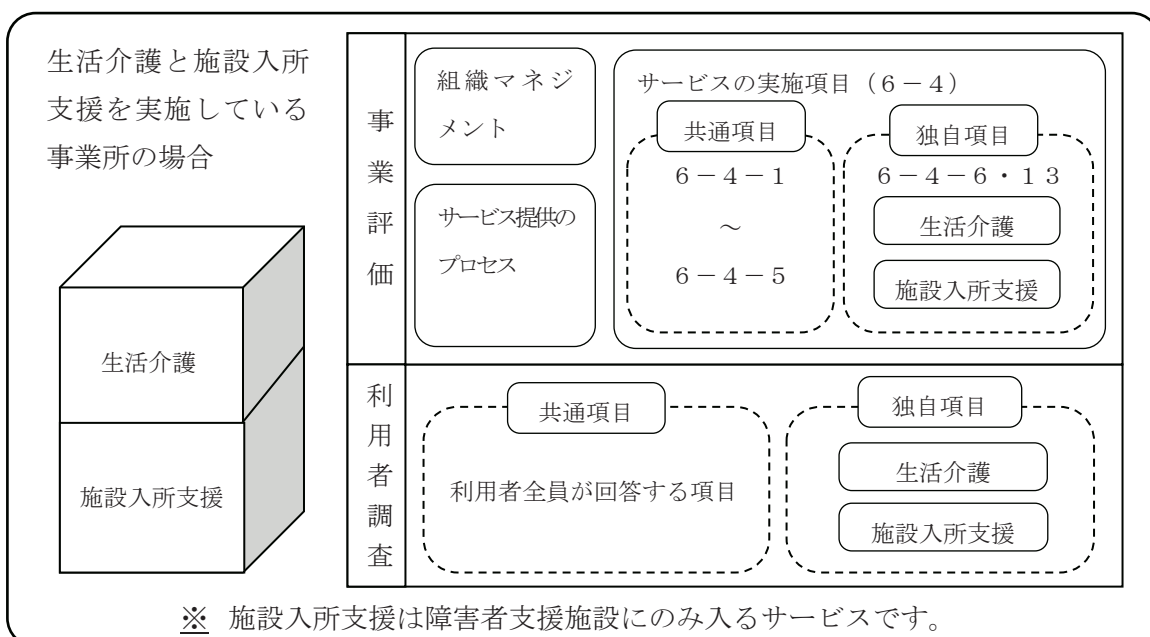 生活介護と施設入所
支援を実施している
事業所の場合
生活介護
施設入所支援
事業評価
組織マネジ
メント
サービス提供の
プロセス
サービスの実施項目（６－４）
共通項目
６－４－１
～
６－４－５
独自項目
６－４－６・１３
生活介護
施設入所支援
利用者調査
共通項目
利用者全員が回答する項目
独自項目
生活介護
施設入所支援
※ 施設入所支援は障害者支援施設にのみ入るサービスです。